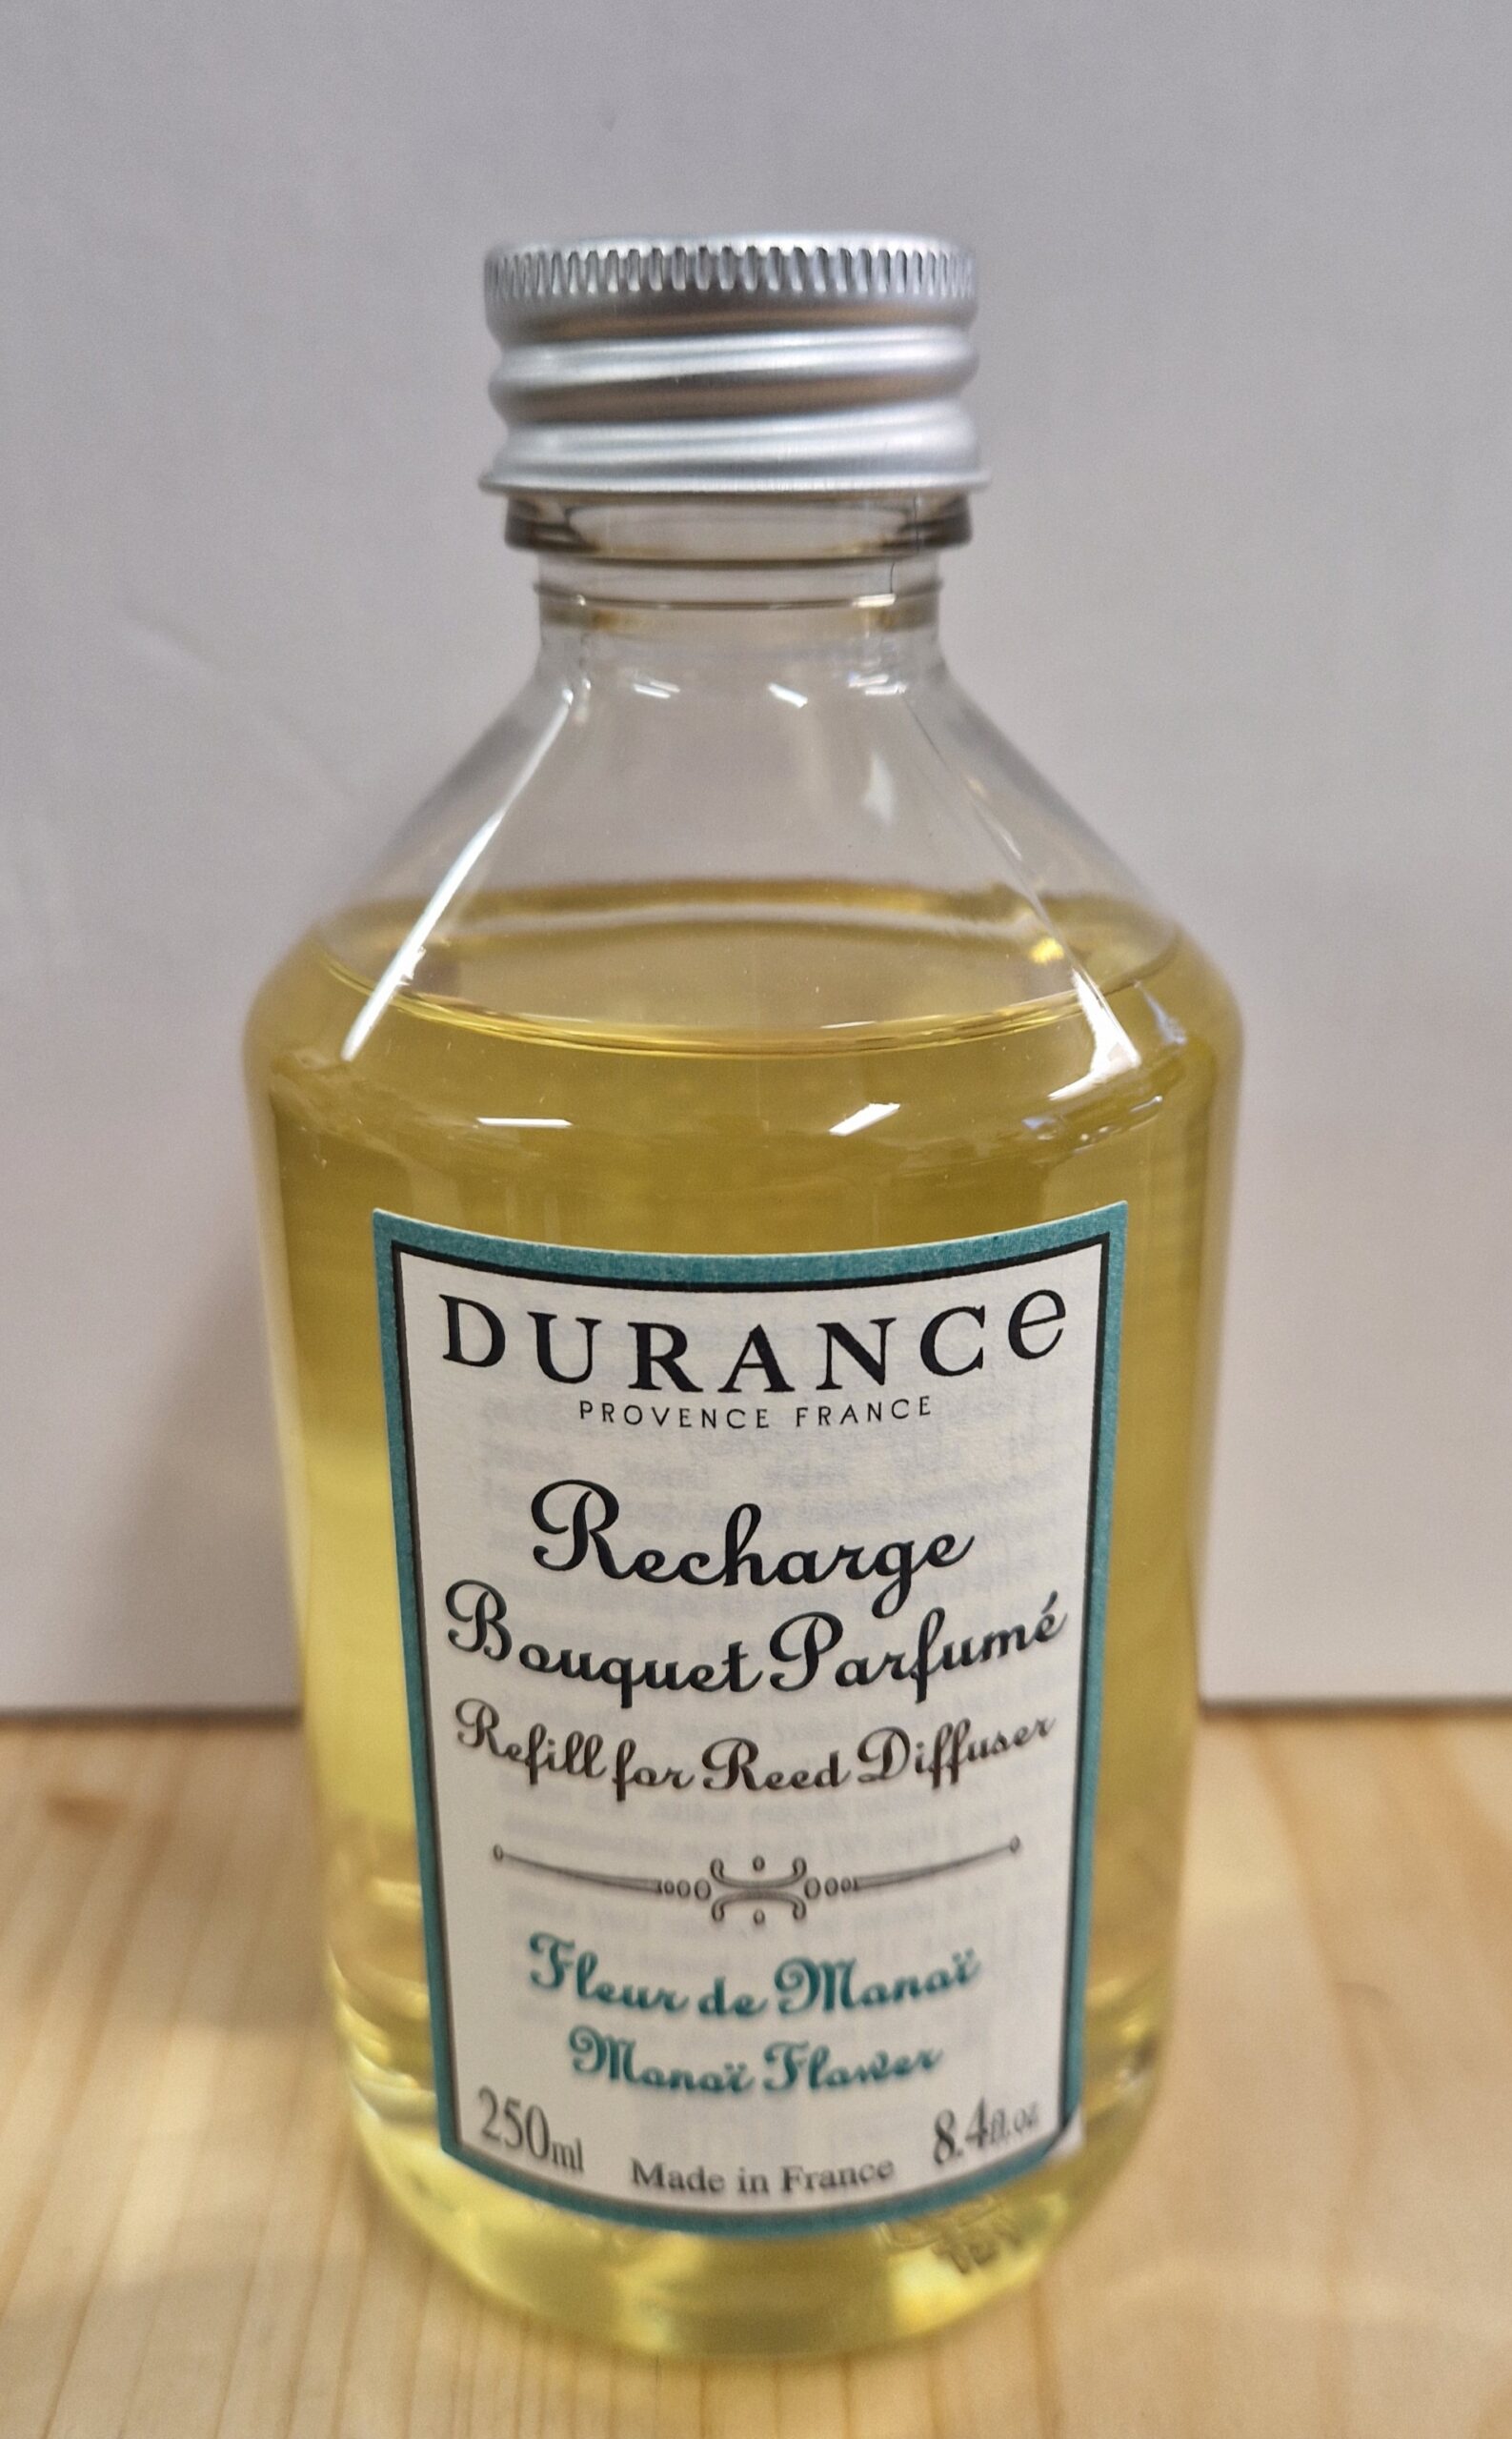 DURANCe
PROVENCE FRANCE
Recharge
Bouquet Parfumé
Refill for Reed Diffuser
Fleur de Monoï
Monoï Flower
250ml Made in France 8.4fl.oz